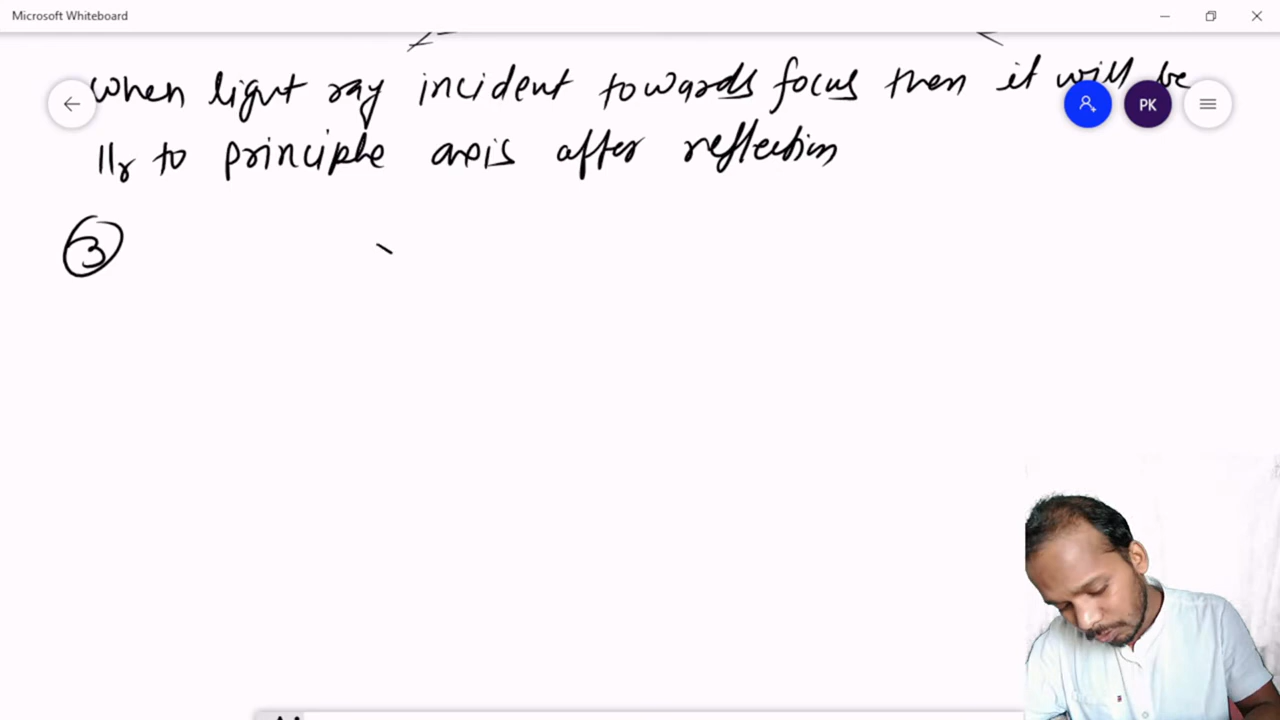 Microsoft Whiteboard
When light ray incident towards focus then it will be
PK
llr to principle axis after reflection
3